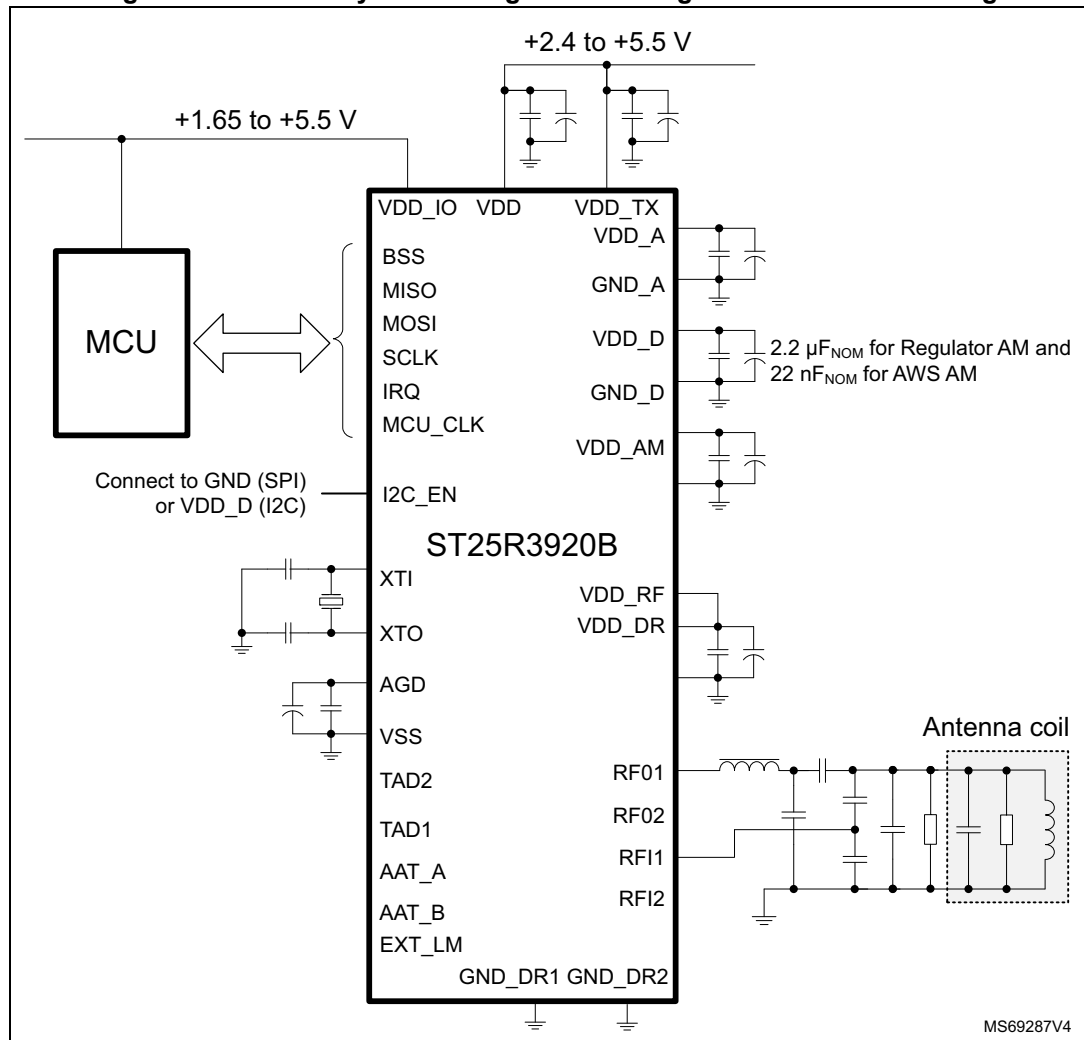 +2.4 to +5.5 V
+1.65 to +5.5 V
VDD_IO VDD VDD_TX
VDD_A
BSS
GND_A
MISO
MOSI
VDD_D
MCU
SCLK
2.2 µFNOM for Regulator AM and
22 nFNOM for AWS AM
IRQ
GND_D
MCU_CLK
VDD_AM
Connect to GND (SPI)
or VDD_D (I2C)
I2C_EN
ST25R3920B
XTI
VDD_RF
VDD_DR
XTO
AGD
VSS
Antenna coil
TAD2
RF01
RF02
TAD1
RFI1
AAT_A
RFI2
AAT_B
EXT_LM
GND_DR1 GND_DR2
MS69287V4